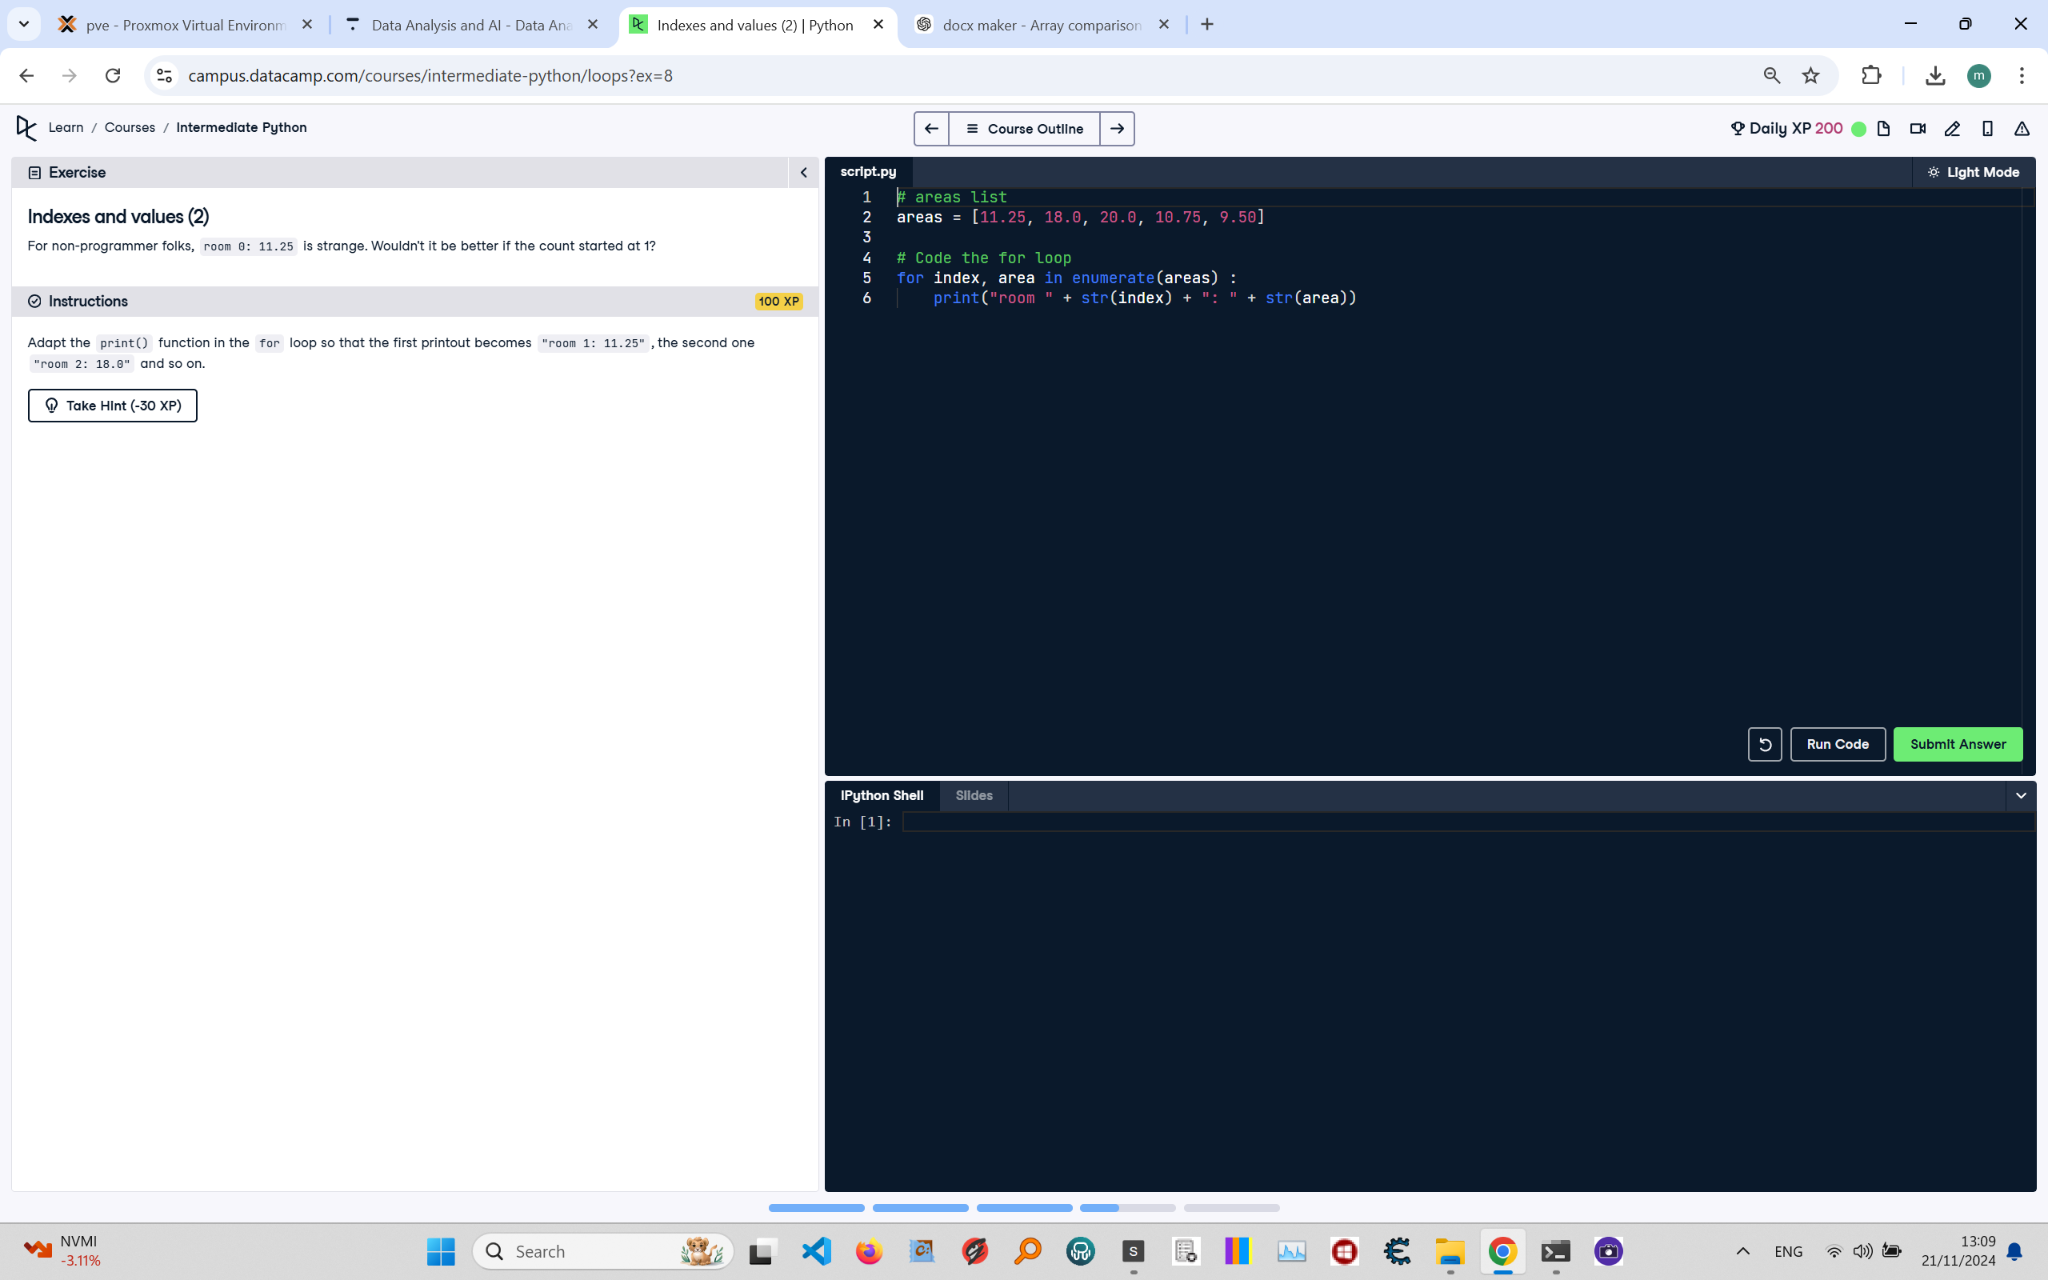 pve - Proxmox Virtual Environm
Data Analysis and AI - Data Ana
Indexes and values (2) | Python
docx maker - Array comparison
campus.datacamp.com/courses/intermediate-python/loops?ex=8
m
Learn / Courses / Intermediate Python
Course Outline
Daily XP 200
Exercise
Indexes and values (2)
For non-programmer folks, room 0: 11.25 is strange. Wouldn't it be better if the count started at 1?
Instructions
100 XP
Adapt the print() function in the for loop so that the first printout becomes "room 1: 11.25", the second one
"room 2: 18.0" and so on.
Take Hint (-30 XP)
script.py
Light Mode
1 # areas list
2 areas = [11.25, 18.0, 20.0, 10.75, 9.50]
3
4 # Code the for loop
5 for index, area in enumerate(areas) :
6 print("room " + str(index) + ": " + str(area))
Run Code
Submit Answer
IPython Shell
Slides
In [1]:
NVMI
-3.11%
Search
S
ENG
13:09
21/11/2024